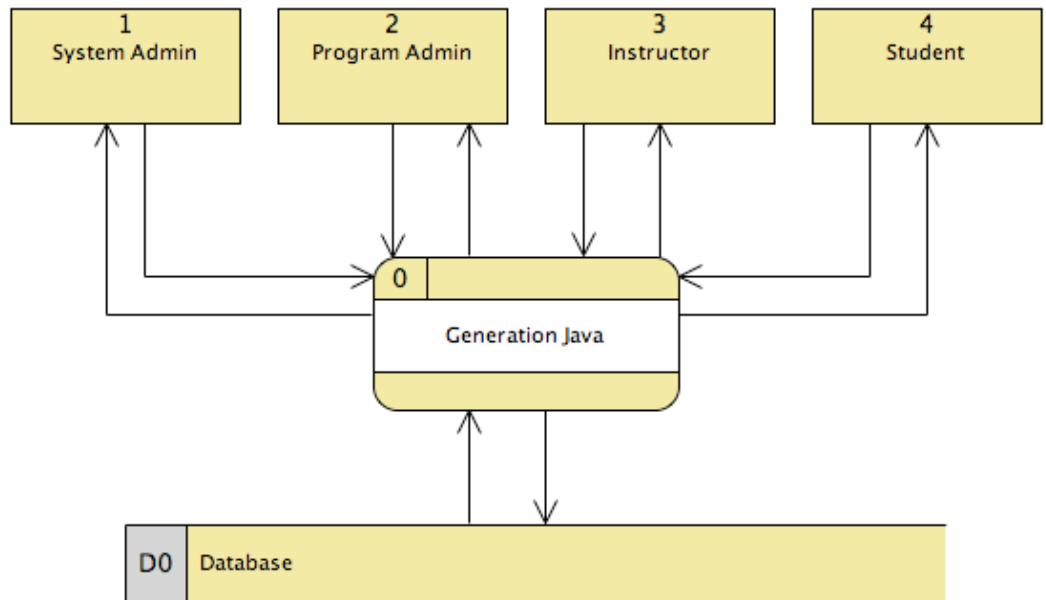 1
System Admin
2
Program Admin
3
Instructor
4
Student
0
Generation Java
D0
Database